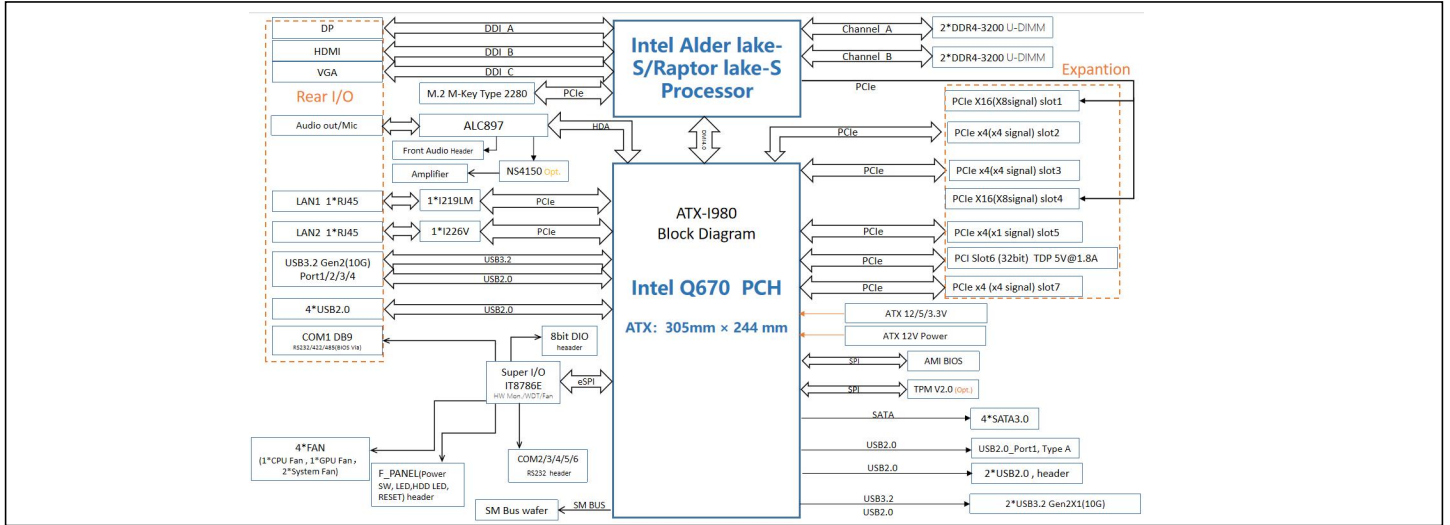 DP
DDI A
HDMI
DDI B
VGA
DDI C
Rear I/O
M.2 M-Key Type 2280
PCIe
Intel Alder lake-
S/Raptor lake-S
Processor
Channel A
2*DDR4-3200 U-DIMM
Channel B
2*DDR4-3200 U-DIMM
PCIe
Expantion
PCIe X16(X8signal) slot1
PCIe
PCIe x4(x4 signal) slot2
PCIe
PCIe x4(x4 signal) slot3
PCIe X16(X8signal) slot4
PCIe
PCIe x4(x1 signal) slot5
PCIe
PCI Slot6 (32bit) TDP 5V@1.8A
PCIe
PCIe x4 (x4 signal) slot7
Audio out/Mic
ALC897
HDA
DMI4.0
Front Audio Header
Amplifier
NS4150 Opt.
LAN1 1*RJ45
1*I219LM
PCIe
LAN2 1*RJ45
1*I226V
PCIe
USB3.2 Gen2(10G)
Port1/2/3/4
USB3.2
USB2.0
4*USB2.0
USB2.0
COM1 DB9
RS232/422/485(BIOS Via)
8bit DIO
heaader
Super I/O
IT8786E
HW Mon./WDT/Fan
eSPI
4*FAN
(1*CPU Fan , 1*GPU Fan ,
2*System Fan)
F_PANEL(Power
SW, LED,HDD LED,
RESET) header
COM2/3/4/5/6
RS232 header
SM Bus wafer
SM BUS
ATX-I980
Block Diagram
Intel Q670 PCH
ATX: 305mm × 244 mm
ATX 12/5/3.3V
ATX 12V Power
SPI
AMI BIOS
SPI
TPM V2.0 (Opt.)
SATA
4*SATA3.0
USB2.0
USB2.0_Port1, Type A
USB2.0
2*USB2.0 , header
USB3.2
USB2.0
2*USB3.2 Gen2X1(10G)